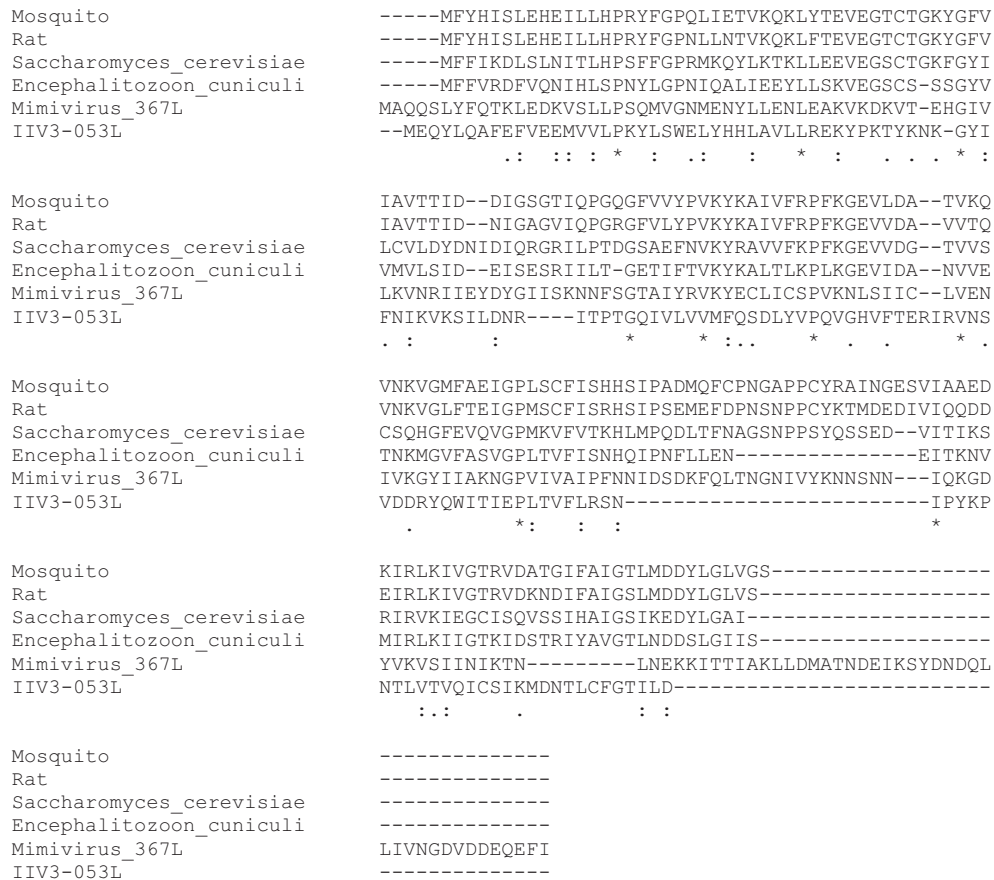 Mosquito -----MFYHISLEHEILLHPRYFGPQLIETVKQKLYTEVEGTCTGKYGFV
Rat -----MFYHISLEHEILLHPRYFGPNLLNTVKQKLFTEVEGTCTGKYGFV
Saccharomyces_cerevisiae -----MFFIKDLSLNITLHPSFFGPRMKQYLKTKLLEEVEGSCTGKFGYI
Encephalitozoon_cuniculi -----MFFVRDFVQNIHLSPNYLGPNIQALIEEYLLSKVEGSCS-SSGYV
Mimivirus_367L MAQQSLYFQTKLEDKVSLLPSQMVGNMENYLLENLEAKVKDKVT-EHGIV
IIV3-053L --MEQYLQAFEFVEEMVVLPKYLSWELYHHLAVLLREKYPKTYKNK-GYI
.: :: : * : .: : * : . . . * :
Mosquito IAVTTID--DIGSGTIQPGQGFVVYPVKYKAIVFRPFKGEVLDA--TVKQ
Rat IAVTTID--NIGAGVIQPGRGFVLYPVKYKAIVFRPFKGEVVDA--VVTQ
Saccharomyces_cerevisiae LCVLDYDNIDIQRGRILPTDGSAEFNVKYRAVVFKPFKGEVVDG--TVVS
Encephalitozoon_cuniculi VMVLSID--EISESRIILT-GETIFTVKYKALTLKPLKGEVIDA--NVVE
Mimivirus_367L LKVNRIIEYDYGIISKNNFSGTAIYRVKYECLICSPVKNLSIIC--LVEN
IIV3-053L FNIKVKSILDNR----ITPTGQIVLVVMFQSDLYVPQVGHVFTERIRVNS
. : : * * :.. * . . * .
Mosquito VNKVGMFAEIGPLSCFISHHSIPADMQFCPNGAPPCYRAINGESVIAAED
Rat VNKVGLFTEIGPMSCFISRHSIPSEMEFDPNSNPPCYKTMDEDIVIQQDD
Saccharomyces_cerevisiae CSQHGFEVQVGPMKVFVTKHLMPQDLTFNAGSNPPSYQSSED--VITIKS
Encephalitozoon_cuniculi TNKMGVFASVGPLTVFISNHQIPNFLLEN---------------EITKNV
Mimivirus_367L IVKGYIIAKNGPVIVAIPFNNIDSDKFQLTNGNIVYKNNSNN---IQKGD
IIV3-053L VDDRYQWITIEPLTVFLRSN-------------------------IPYKP
. *: : : *
Mosquito KIRLKIVGTRVDATGIFAIGTLMDDYLGLVGS------------------
Rat EIRLKIVGTRVDKNDIFAIGSLMDDYLGLVS-------------------
Saccharomyces_cerevisiae RIRVKIEGCISQVSSIHAIGSIKEDYLGAI--------------------
Encephalitozoon_cuniculi MIRLKIIGTKIDSTRIYAVGTLNDDSLGIIS-------------------
Mimivirus_367L YVKVSIINIKTN---------LNEKKITTIAKLLDMATNDEIKSYDNDQL
IIV3-053L NTLVTVQICSIKMDNTLCFGTILD--------------------------
:.: . : :
Mosquito --------------
Rat --------------
Saccharomyces_cerevisiae --------------
Encephalitozoon_cuniculi --------------
Mimivirus_367L LIVNGDVDDEQEFI
IIV3-053L --------------